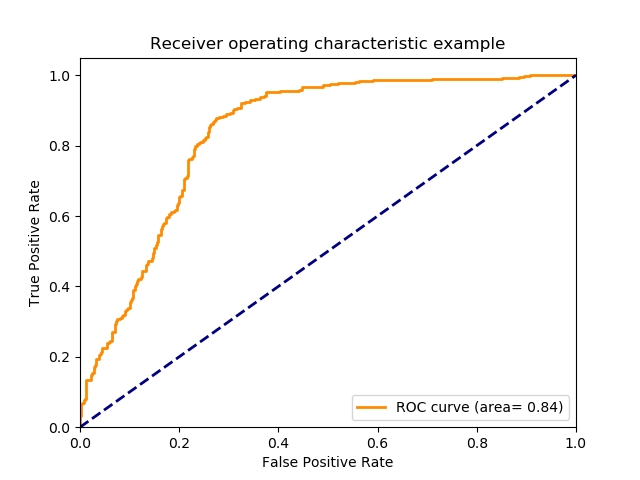 Receiver operating characteristic example
1.0
0.8
0.6
0.4
0.2
0.0
True Positive Rate
ROC curve (area= 0.84)
0.0 0.2 0.4 0.6 0.8 1.0
False Positive Rate